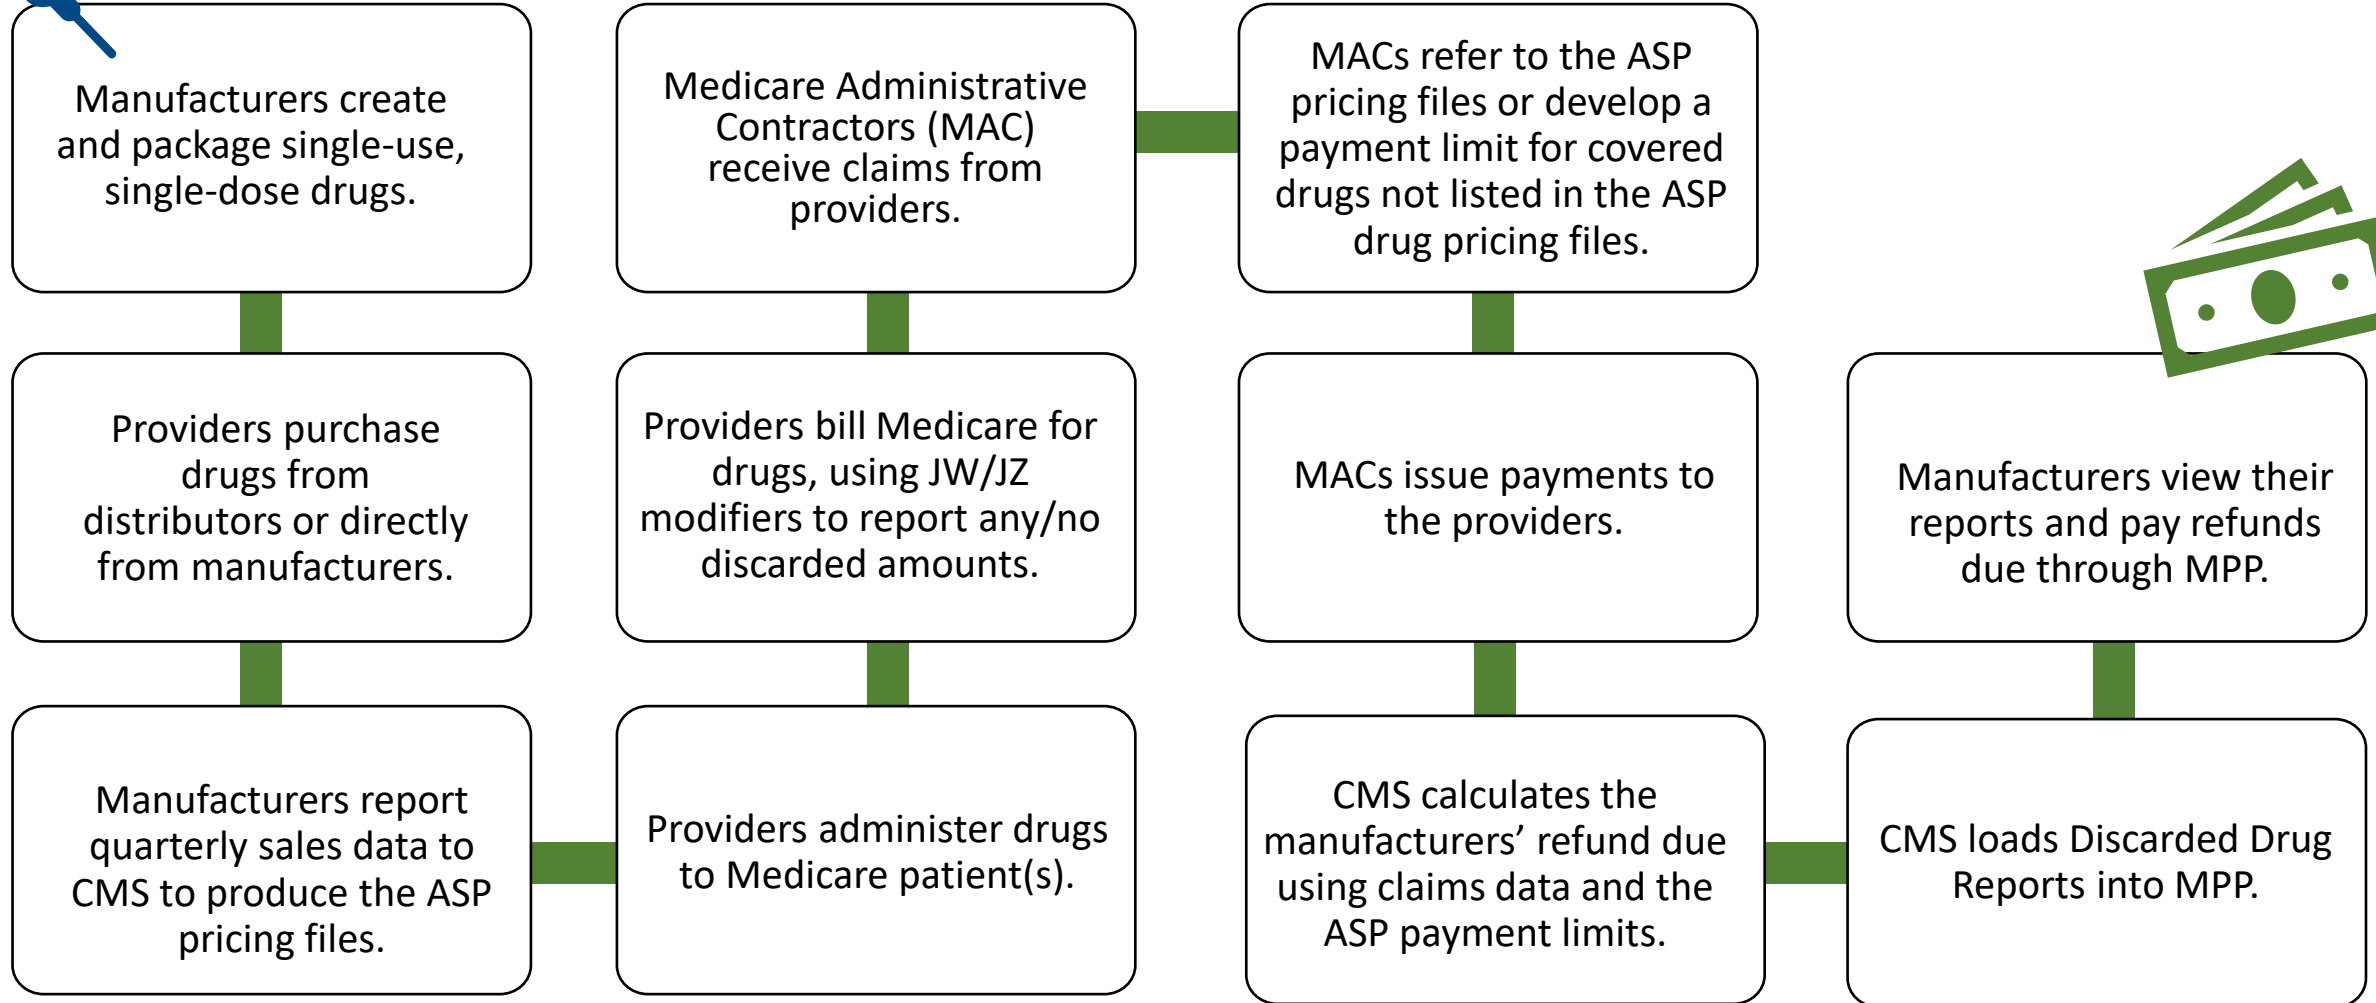 Manufacturers create
and package single-use,
single-dose drugs.
Providers purchase
drugs from
distributors or directly
from manufacturers.
Manufacturers report
quarterly sales data to
CMS to produce the ASP
pricing files.
Providers administer drugs
to Medicare patient(s).
Providers bill Medicare for
drugs, using JW/JZ
modifiers to report any/no
discarded amounts.
Medicare Administrative
Contractors (MAC)
receive claims from
providers.
MACs refer to the ASP
pricing files or develop a
payment limit for covered
drugs not listed in the ASP
drug pricing files.
MACs issue payments to
the providers.
CMS calculates the
manufacturers’ refund due
using claims data and the
ASP payment limits.
CMS loads Discarded Drug
Reports into MPP.
Manufacturers view their
reports and pay refunds
due through MPP.